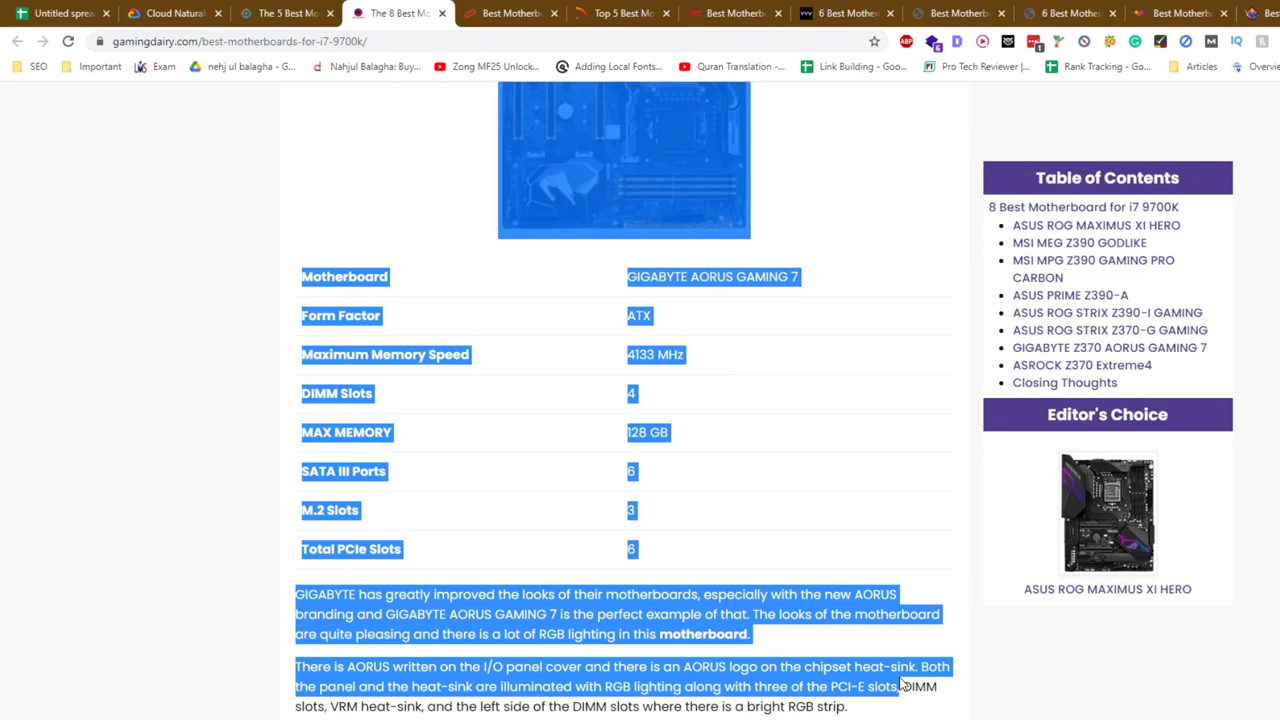 Untitled spread
Cloud Natural
The 5 Best Mo
The 8 Best Mo
Best Motherbo
Top 5 Best Mo
Best Motherbo
6 Best Mother
Best Motherb
6 Best Mother
Best Motherb
Bes
gamingdairy.com/best-motherboards-for-i7-9700k/
SEO
Important
Exam
nehj ul balagha - G...
Nahjul Balagha: Buy...
Zong MF25 Unlock...
Adding Local Fonts...
Quran Translation -...
Link Building - Goo...
Pro Tech Reviewer |...
Rank Tracking - Go...
Articles
Overvie
Motherboard GIGABYTE AORUS GAMING 7
Form Factor ATX
Maximum Memory Speed 4133 MHz
DIMM Slots 4
MAX MEMORY 128 GB
SATA III Ports 6
M.2 Slots 3
Total PCIe Slots 6
GIGABYTE has greatly improved the looks of their motherboards, especially with the new AORUS
branding and GIGABYTE AORUS GAMING 7 is the perfect example of that. The looks of the motherboard
are quite pleasing and there is a lot of RGB lighting in this motherboard.
There is AORUS written on the I/O panel cover and there is an AORUS logo on the chipset heat-sink. Both
the panel and the heat-sink are illuminated with RGB lighting along with three of the PCI-E slots, DIMM
slots, VRM heat-sink, and the left side of the DIMM slots where there is a bright RGB strip.
Table of Contents
8 Best Motherboard for i7 9700K
ASUS ROG MAXIMUS XI HERO
MSI MEG Z390 GODLIKE
MSI MPG Z390 GAMING PRO
CARBON
ASUS PRIME Z390-A
ASUS ROG STRIX Z390-I GAMING
ASUS ROG STRIX Z370-G GAMING
GIGABYTE Z370 AORUS GAMING 7
ASROCK Z370 Extreme4
Closing Thoughts
Editor's Choice
ASUS ROG MAXIMUS XI HERO